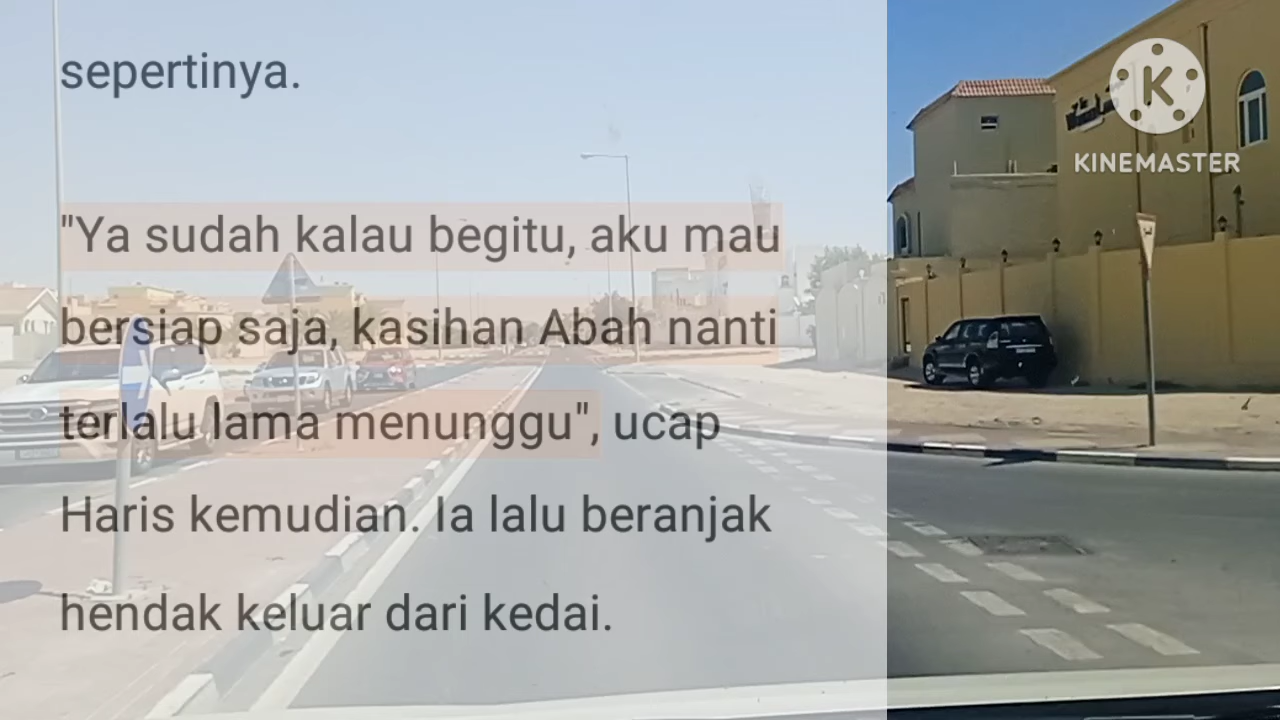 sepertinya.
"Ya sudah kalau begitu, aku mau
bersiap saja, kasihan Abah nanti
terlalu lama menunggu", ucap
Haris kemudian. Ia lalu beranjak
hendak keluar dari kedai.
K
KINEMASTER